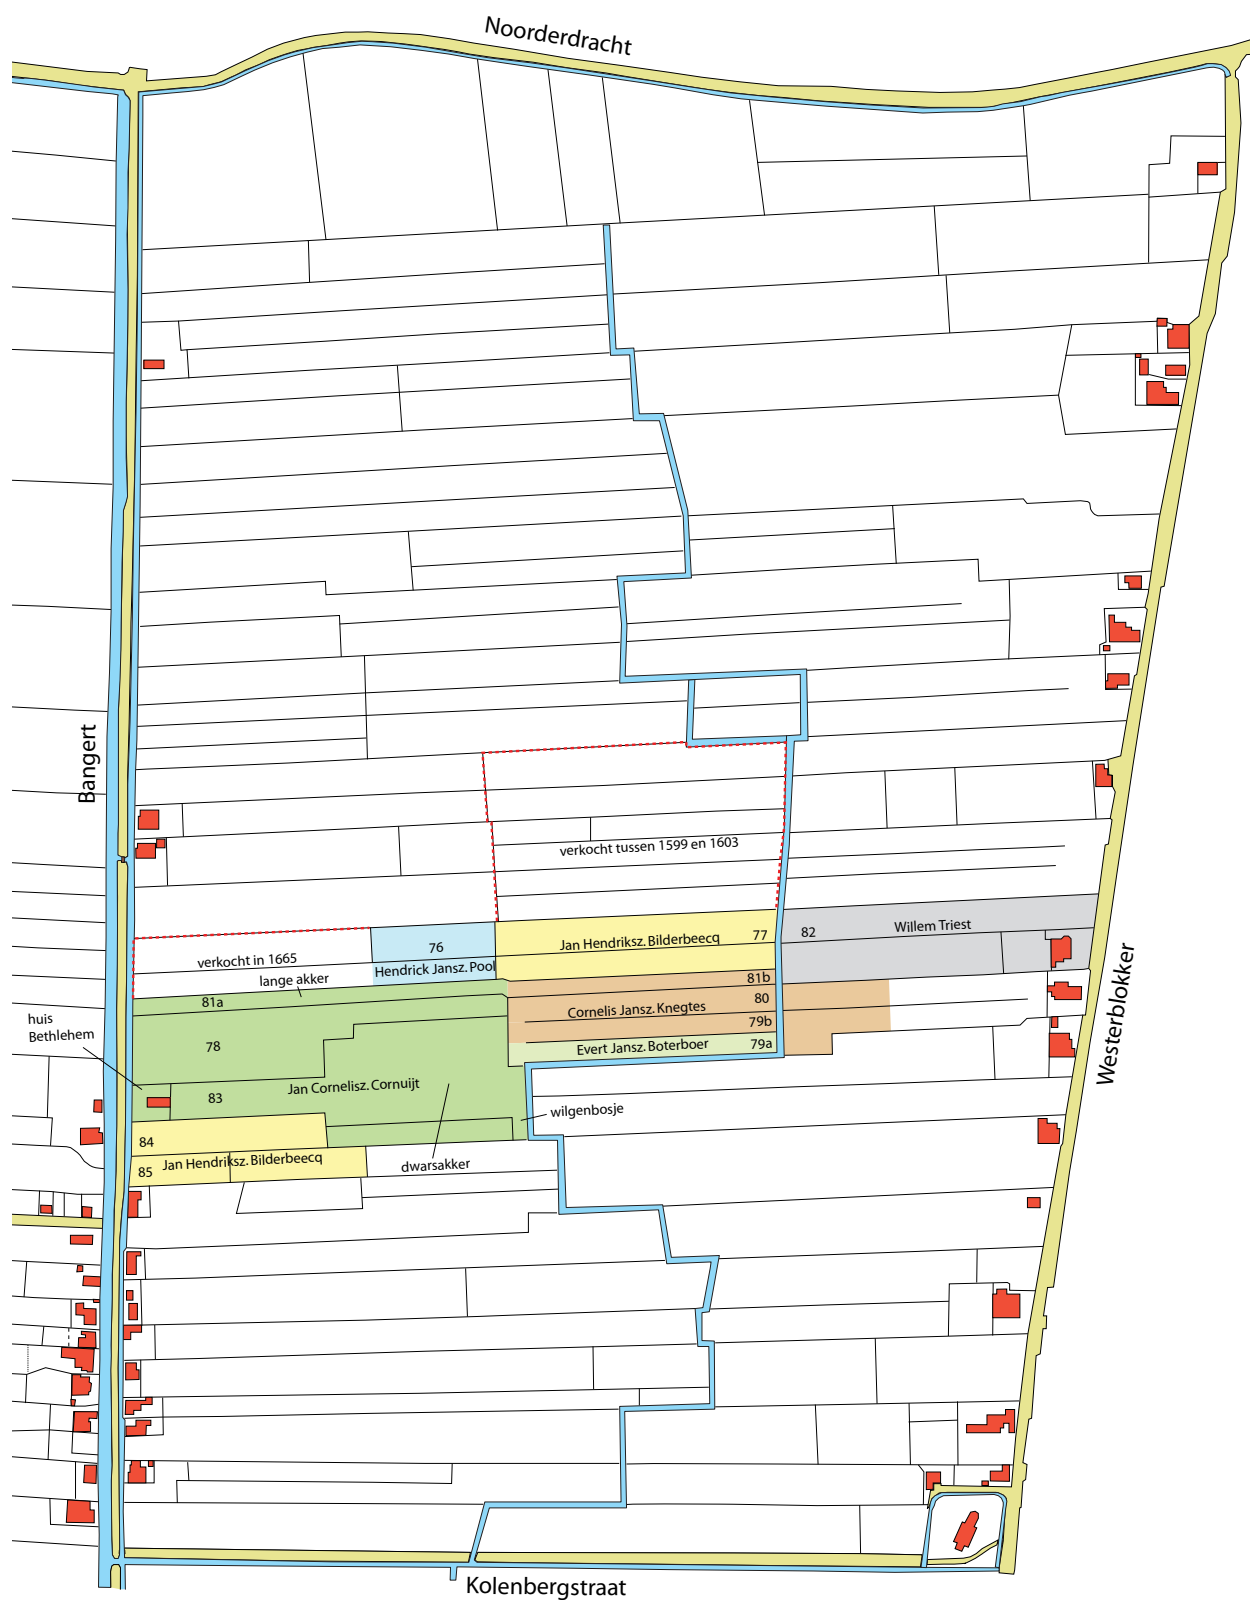 Noorderdracht
Bangert
verkocht tussen 1599 en 1603
Jan Hendriksz. Bilderbeecq
77
82
Willem Triest
76
Hendrick Jansz. Pool
verkocht in 1665
lange akker
81a
81b
80
Cornelis Jansz. Knegtes
79b
Evert Jansz. Boterboer
79a
Westerblokker
huis
Bethlehem
78
83
Jan Cornelisz. Cornuijt
wilgenbosje
84
85
Jan Hendriksz. Bilderbeecq
dwarsakker
Kolenbergstraat